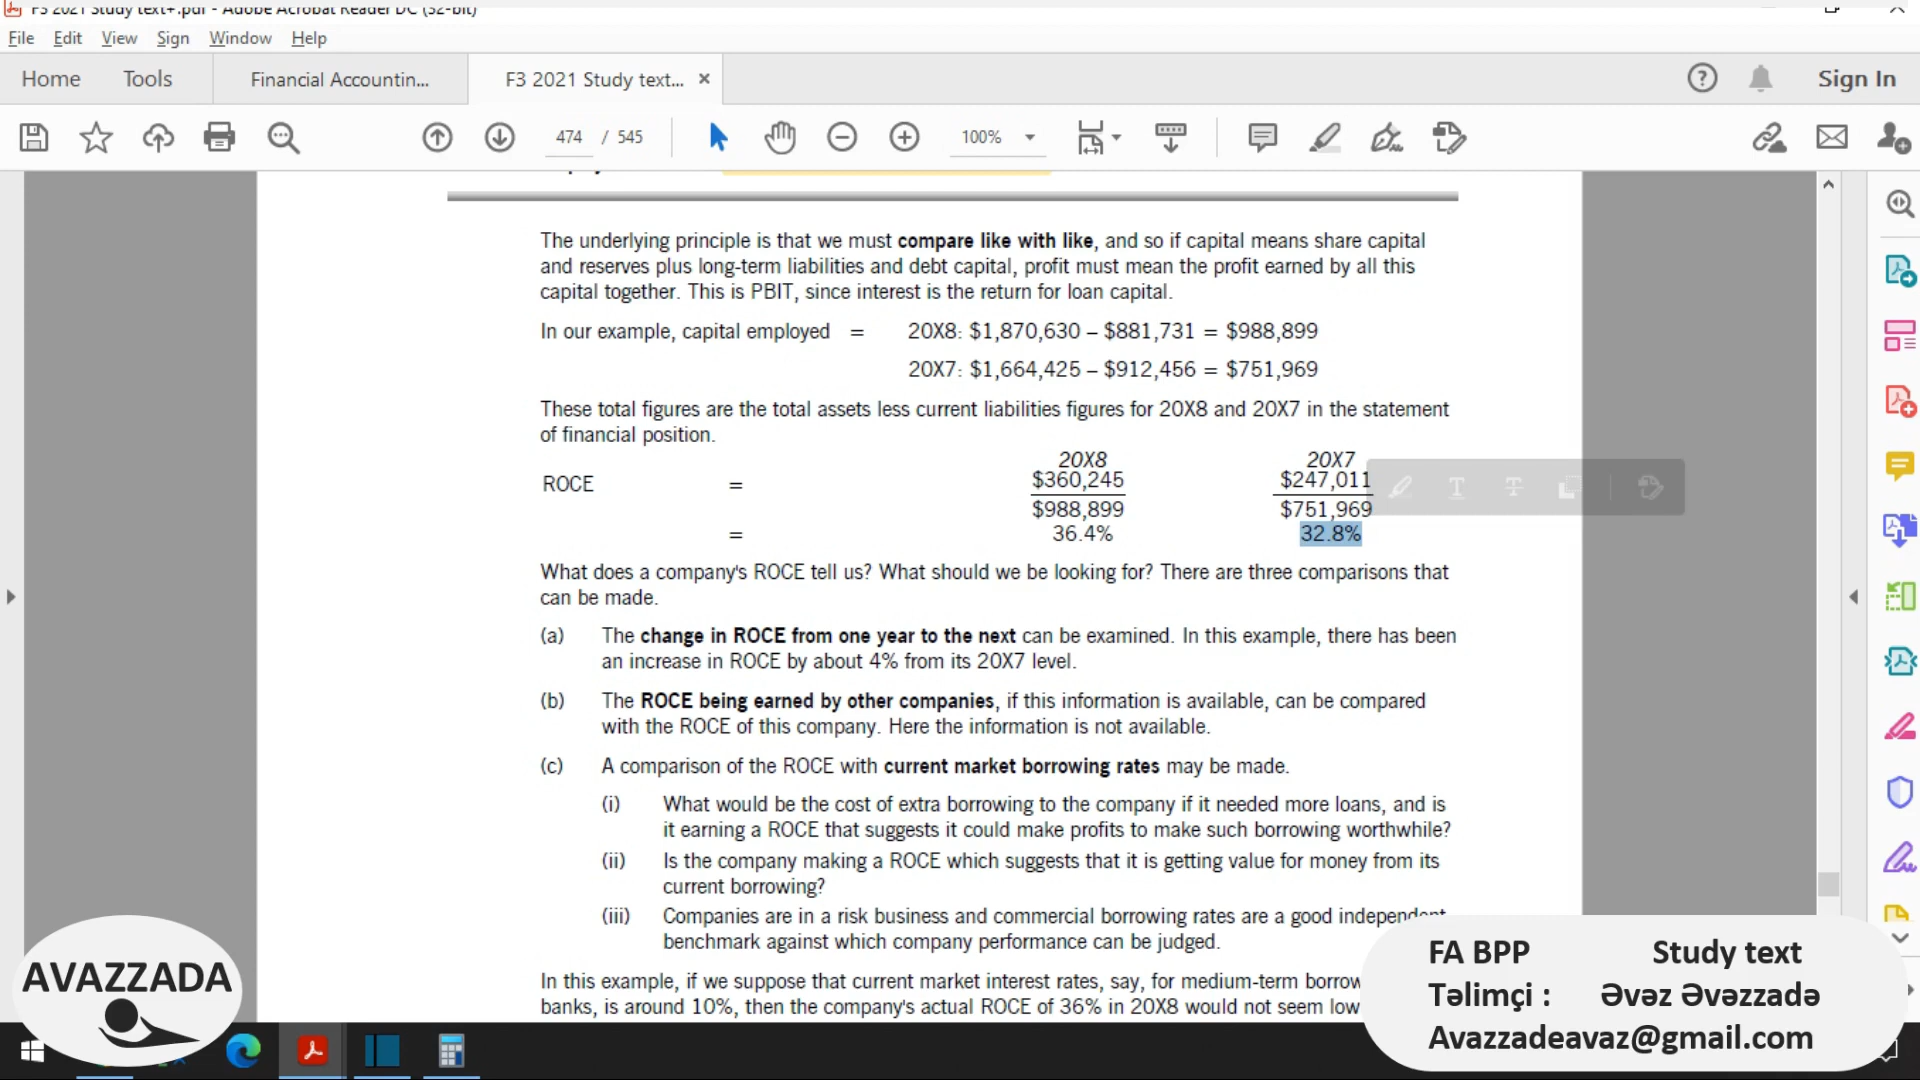 F3 2021 Study text+.pdf - Adobe Acrobat Reader DC (32-bit)
File Edit View Sign Window Help
Home Tools Financial Accountin... F3 2021 Study text... ×
Sign In
474 / 545 100%
The underlying principle is that we must compare like with like, and so if capital means share capital
and reserves plus long-term liabilities and debt capital, profit must mean the profit earned by all this
capital together. This is PBIT, since interest is the return for loan capital.
In our example, capital employed = 20X8: $1,870,630 – $881,731 = $988,899
20X7: $1,664,425 – $912,456 = $751,969
These total figures are the total assets less current liabilities figures for 20X8 and 20X7 in the statement
of financial position.
20X8 20X7
ROCE = $360,245 $247,011
$988,899 $751,969
= 36.4% 32.8%
What does a company's ROCE tell us? What should we be looking for? There are three comparisons that
can be made.
(a) The change in ROCE from one year to the next can be examined. In this example, there has been
an increase in ROCE by about 4% from its 20X7 level.
(b) The ROCE being earned by other companies, if this information is available, can be compared
with the ROCE of this company. Here the information is not available.
(c) A comparison of the ROCE with current market borrowing rates may be made.
(i) What would be the cost of extra borrowing to the company if it needed more loans, and is
it earning a ROCE that suggests it could make profits to make such borrowing worthwhile?
(ii) Is the company making a ROCE which suggests that it is getting value for money from its
current borrowing?
(iii) Companies are in a risk business and commercial borrowing rates are a good independent
benchmark against which company performance can be judged.
In this example, if we suppose that current market interest rates, say, for medium-term borrow
banks, is around 10%, then the company's actual ROCE of 36% in 20X8 would not seem low
AVAZZADA
FA BPP Study text
Təlimçi : Əvəz Əvəzzadə
Avazzadeavaz@gmail.com